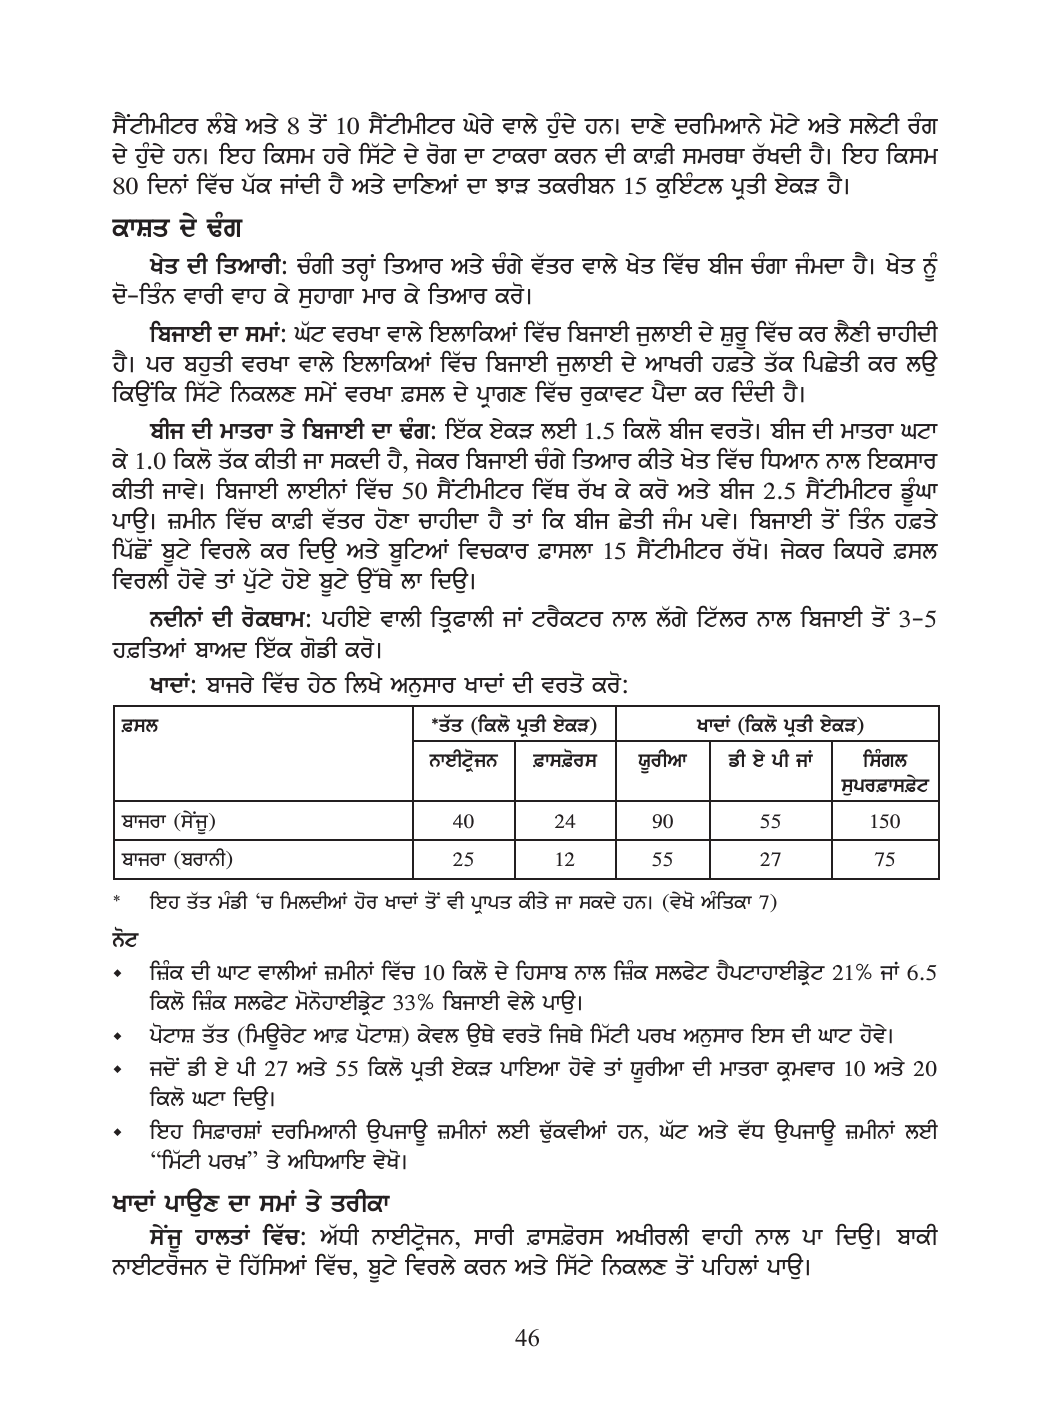 ਸੈਂਟੀਮੀਟਰ ਲੰਬੇ ਅਤੇ 8 ਤੋਂ 10 ਸੈਂਟੀਮੀਟਰ ਘੇਰੇ ਵਾਲੇ ਹੁੰਦੇ ਹਨ। ਦਾਣੇ ਦਰਮਿਆਨੇ ਮੋਟੇ ਅਤੇ ਸਲੇਟੀ ਰੰਗ
ਦੇ ਹੁੰਦੇ ਹਨ। ਇਹ ਕਿਸਮ ਹਰੇ ਸਿੱਟੇ ਦੇ ਰੋਗ ਦਾ ਟਾਕਰਾ ਕਰਨ ਦੀ ਕਾਫ਼ੀ ਸਮਰਥਾ ਰੱਖਦੀ ਹੈ। ਇਹ ਕਿਸਮ
80 ਦਿਨਾਂ ਵਿੱਚ ਪੱਕ ਜਾਂਦੀ ਹੈ ਅਤੇ ਦਾਣਿਆਂ ਦਾ ਝਾੜ ਤਕਰੀਬਨ 15 ਕੁਇੰਟਲ ਪ੍ਰਤੀ ਏਕੜ ਹੈ।
ਕਾਸ਼ਤ ਦੇ ਢੰਗ
ਖੇਤ ਦੀ ਤਿਆਰੀ: ਚੰਗੀ ਤਰ੍ਹਾਂ ਤਿਆਰ ਅਤੇ ਚੰਗੇ ਵੱਤਰ ਵਾਲੇ ਖੇਤ ਵਿੱਚ ਬੀਜ ਚੰਗਾ ਜੰਮਦਾ ਹੈ। ਖੇਤ ਨੂੰ
ਦੋ-ਤਿੰਨ ਵਾਰੀ ਵਾਹ ਕੇ ਸੁਹਾਗਾ ਮਾਰ ਕੇ ਤਿਆਰ ਕਰੋ।
ਬਿਜਾਈ ਦਾ ਸਮਾਂ: ਘੱਟ ਵਰਖਾ ਵਾਲੇ ਇਲਾਕਿਆਂ ਵਿੱਚ ਬਿਜਾਈ ਜੁਲਾਈ ਦੇ ਸ਼ੁਰੂ ਵਿੱਚ ਕਰ ਲੈਣੀ ਚਾਹੀਦੀ
ਹੈ। ਪਰ ਬਹੁਤੀ ਵਰਖਾ ਵਾਲੇ ਇਲਾਕਿਆਂ ਵਿੱਚ ਬਿਜਾਈ ਜੁਲਾਈ ਦੇ ਆਖਰੀ ਹਫ਼ਤੇ ਤੱਕ ਪਿਛੇਤੀ ਕਰ ਲਉ
ਕਿਉਂਕਿ ਸਿੱਟੇ ਨਿਕਲਣ ਸਮੇਂ ਵਰਖਾ ਫ਼ਸਲ ਦੇ ਪ੍ਰਾਗਣ ਵਿੱਚ ਰੁਕਾਵਟ ਪੈਦਾ ਕਰ ਦਿੰਦੀ ਹੈ।
ਬੀਜ ਦੀ ਮਾਤਰਾ ਤੇ ਬਿਜਾਈ ਦਾ ਢੰਗ: ਇੱਕ ਏਕੜ ਲਈ 1.5 ਕਿਲੋ ਬੀਜ ਵਰਤੋ। ਬੀਜ ਦੀ ਮਾਤਰਾ ਘਟਾ
ਕੇ 1.0 ਕਿਲੋ ਤੱਕ ਕੀਤੀ ਜਾ ਸਕਦੀ ਹੈ, ਜੇਕਰ ਬਿਜਾਈ ਚੰਗੇ ਤਿਆਰ ਕੀਤੇ ਖੇਤ ਵਿੱਚ ਧਿਆਨ ਨਾਲ ਇਕਸਾਰ
ਕੀਤੀ ਜਾਵੇ। ਬਿਜਾਈ ਲਾਈਨਾਂ ਵਿੱਚ 50 ਸੈਂਟੀਮੀਟਰ ਵਿੱਥ ਰੱਖ ਕੇ ਕਰੋ ਅਤੇ ਬੀਜ 2.5 ਸੈਂਟੀਮੀਟਰ ਡੂੰਘਾ
ਪਾਉ। ਜ਼ਮੀਨ ਵਿੱਚ ਕਾਫ਼ੀ ਵੱਤਰ ਹੋਣਾ ਚਾਹੀਦਾ ਹੈ ਤਾਂ ਕਿ ਬੀਜ ਛੇਤੀ ਜੰਮ ਪਵੇ। ਬਿਜਾਈ ਤੋਂ ਤਿੰਨ ਹਫ਼ਤੇ
ਪਿੱਛੋਂ ਬੂਟੇ ਵਿਰਲੇ ਕਰ ਦਿਉ ਅਤੇ ਬੂਟਿਆਂ ਵਿਚਕਾਰ ਫ਼ਾਸਲਾ 15 ਸੈਂਟੀਮੀਟਰ ਰੱਖੋ। ਜੇਕਰ ਕਿਧਰੇ ਫ਼ਸਲ
ਵਿਰਲੀ ਹੋਵੇ ਤਾਂ ਪੁੱਟੇ ਹੋਏ ਬੂਟੇ ਉੱਥੇ ਲਾ ਦਿਉ।
ਨਦੀਨਾਂ ਦੀ ਰੋਕਥਾਮ: ਪਹੀਏ ਵਾਲੀ ਤ੍ਰਿਫਾਲੀ ਜਾਂ ਟਰੈਕਟਰ ਨਾਲ ਲੱਗੇ ਟਿੱਲਰ ਨਾਲ ਬਿਜਾਈ ਤੋਂ 3-5
ਹਫ਼ਤਿਆਂ ਬਾਅਦ ਇੱਕ ਗੋਡੀ ਕਰੋ।
ਖਾਦਾਂ: ਬਾਜਰੇ ਵਿੱਚ ਹੇਠ ਲਿਖੇ ਅਨੁਸਾਰ ਖਾਦਾਂ ਦੀ ਵਰਤੋ ਕਰੋ:
ਫ਼ਸਲ *ਤੱਤ (ਕਿਲੋ ਪ੍ਰਤੀ ਏਕੜ) ਖਾਦਾਂ (ਕਿਲੋ ਪ੍ਰਤੀ ਏਕੜ)
ਨਾਈਟ੍ਰੋਜਨ ਫ਼ਾਸਫ਼ੋਰਸ ਯੂਰੀਆ ਡੀ ਏ ਪੀ ਜਾਂ ਸਿੰਗਲ
ਸੁਪਰਫ਼ਾਸਫ਼ੇਟ
ਬਾਜਰਾ (ਸੇਂਜੂ) 40 24 90 55 150
ਬਾਜਰਾ (ਬਰਾਨੀ) 25 12 55 27 75
* ਇਹ ਤੱਤ ਮੰਡੀ ‘ਚ ਮਿਲਦੀਆਂ ਹੋਰ ਖਾਦਾਂ ਤੋਂ ਵੀ ਪ੍ਰਾਪਤ ਕੀਤੇ ਜਾ ਸਕਦੇ ਹਨ। (ਵੇਖੋ ਅੰਤਿਕਾ 7)
ਨੋਟ
⬩ ਜ਼ਿੰਕ ਦੀ ਘਾਟ ਵਾਲੀਆਂ ਜ਼ਮੀਨਾਂ ਵਿੱਚ 10 ਕਿਲੋ ਦੇ ਹਿਸਾਬ ਨਾਲ ਜ਼ਿੰਕ ਸਲਫੇਟ ਹੈਪਟਾਹਾਈਡ੍ਰੇਟ 21% ਜਾਂ 6.5
ਕਿਲੋ ਜ਼ਿੰਕ ਸਲਫੇਟ ਮੋਨੋਹਾਈਡ੍ਰੇਟ 33% ਬਿਜਾਈ ਵੇਲੇ ਪਾਉ।
⬩ ਪੋਟਾਸ਼ ਤੱਤ (ਮਿਊਰੇਟ ਆਫ਼ ਪੋਟਾਸ਼) ਕੇਵਲ ਉਥੇ ਵਰਤੋ ਜਿਥੇ ਮਿੱਟੀ ਪਰਖ ਅਨੁਸਾਰ ਇਸ ਦੀ ਘਾਟ ਹੋਵੇ।
⬩ ਜਦੋਂ ਡੀ ਏ ਪੀ 27 ਅਤੇ 55 ਕਿਲੋ ਪ੍ਰਤੀ ਏਕੜ ਪਾਇਆ ਹੋਵੇ ਤਾਂ ਯੂਰੀਆ ਦੀ ਮਾਤਰਾ ਕ੍ਰਮਵਾਰ 10 ਅਤੇ 20
ਕਿਲੋ ਘਟਾ ਦਿਉ।
⬩ ਇਹ ਸਿਫ਼ਾਰਸ਼ਾਂ ਦਰਮਿਆਨੀ ਉਪਜਾਊ ਜ਼ਮੀਨਾਂ ਲਈ ਢੁੱਕਵੀਆਂ ਹਨ, ਘੱਟ ਅਤੇ ਵੱਧ ਉਪਜਾਊ ਜ਼ਮੀਨਾਂ ਲਈ
“ਮਿੱਟੀ ਪਰਖ਼” ਤੇ ਅਧਿਆਇ ਵੇਖੋ।
ਖਾਦਾਂ ਪਾਉਣ ਦਾ ਸਮਾਂ ਤੇ ਤਰੀਕਾ
ਸੇਂਜੂ ਹਾਲਤਾਂ ਵਿੱਚ: ਅੱਧੀ ਨਾਈਟ੍ਰੋਜਨ, ਸਾਰੀ ਫ਼ਾਸਫ਼ੋਰਸ ਅਖੀਰਲੀ ਵਾਹੀ ਨਾਲ ਪਾ ਦਿਉ। ਬਾਕੀ
ਨਾਈਟਰੋਜਨ ਦੋ ਹਿੱਸਿਆਂ ਵਿੱਚ, ਬੂਟੇ ਵਿਰਲੇ ਕਰਨ ਅਤੇ ਸਿੱਟੇ ਨਿਕਲਣ ਤੋਂ ਪਹਿਲਾਂ ਪਾਉ।
46